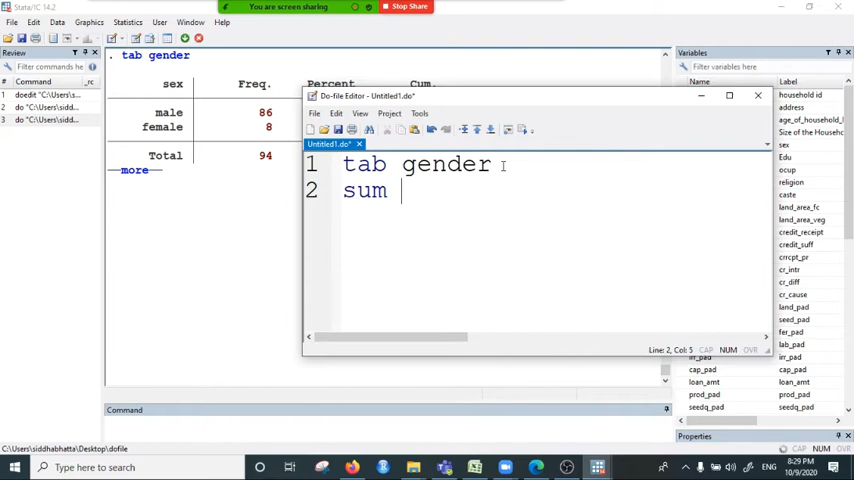 You are screen sharing Stop Share
Stata/IC 14.2
File Edit Data Graphics Statistics User Window Help
Review
Filter commands he
# Command _rc
1 doedit "C:\Users\s...
2 do "C:\Users\sidd...
3 do "C:\Users\sidd...
. tab gender
sex Freq. Percent Cum.
male 86
female 8
Total 94
more
Do-file Editor - Untitled1.do*
File Edit View Project Tools
Untitled1.do*
1 tab gender
2 sum
Line: 2, Col: 5 CAP NUM OVR
Variables
Filter variables here
Name Label
household id
address
age_of_household
Size of the Househo
sex
Edu
ocup
religion
land_area_fc
land_area_veg
credit_receipt
credit_suff
crrcpt_pr
cr_intr
cr_diff
cr_cause
land_pad
seed_pad
fer_pad
lab_pad
irr_pad irr_pad
cap_pad cap_pad
loan_amt loan_amt
prod_pad prod_pad
seedq_pad seedq_pad
Properties
Command
C:\Users\siddhabhatta\Desktop\dofile
CAP NUM OVR
Type here to search
ENG
8:29 PM
10/9/2020